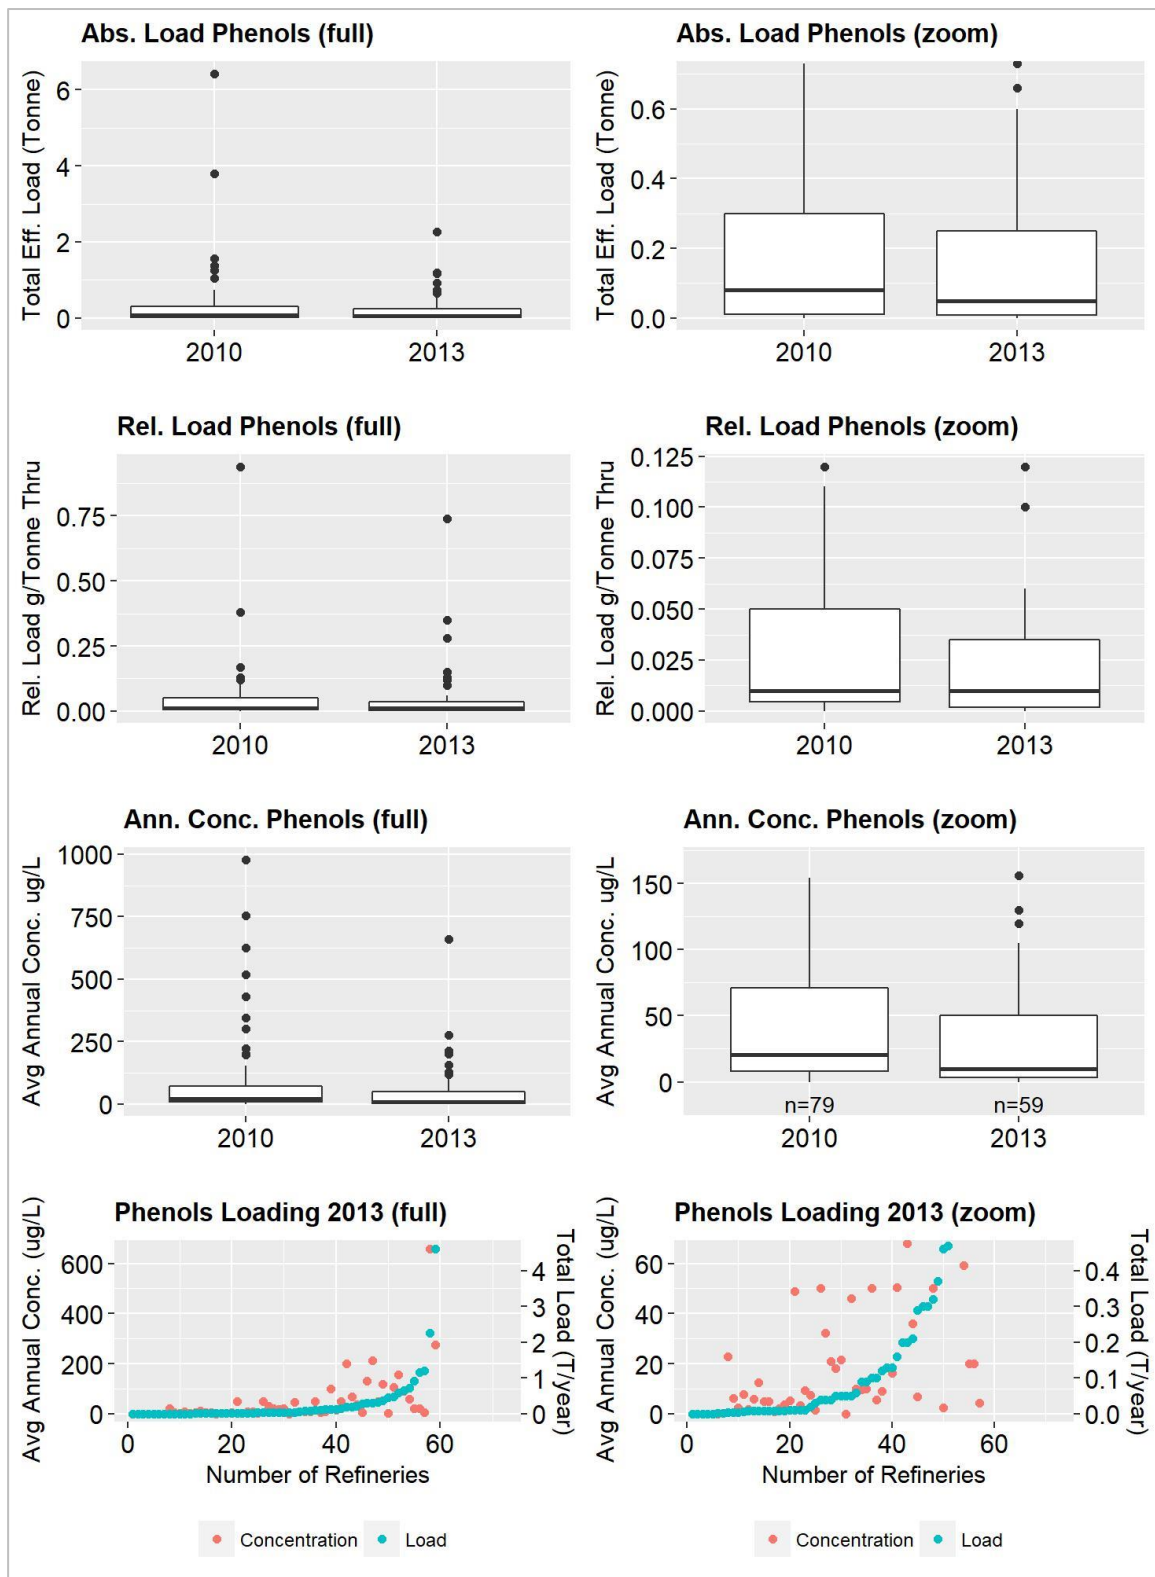 Abs. Load Phenols (full)
Total Eff. Load (Tonne)
6
4
2
0
2010 2013
Abs. Load Phenols (zoom)
Total Eff. Load (Tonne)
0.6
0.4
0.2
0.0
2010 2013
Rel. Load Phenols (full)
Rel. Load g/Tonne Thru
0.75
0.50
0.25
0.00
2010 2013
Rel. Load Phenols (zoom)
Rel. Load g/Tonne Thru
0.125
0.100
0.075
0.050
0.025
0.000
2010 2013
Ann. Conc. Phenols (full)
Avg Annual Conc. ug/L
1000
750
500
250
0
2010 2013
Ann. Conc. Phenols (zoom)
Avg Annual Conc. ug/L
150
100
50
0
n=79 n=59
2010 2013
Phenols Loading 2013 (full)
Avg Annual Conc. (ug/L)
600
400
200
0
Total Load (T/year)
4
3
2
1
0
0 20 40 60
Number of Refineries
Concentration Load
Phenols Loading 2013 (zoom)
Avg Annual Conc. (ug/L)
60
40
20
0
Total Load (T/year)
0.4
0.3
0.2
0.1
0.0
0 20 40 60
Number of Refineries
Concentration Load